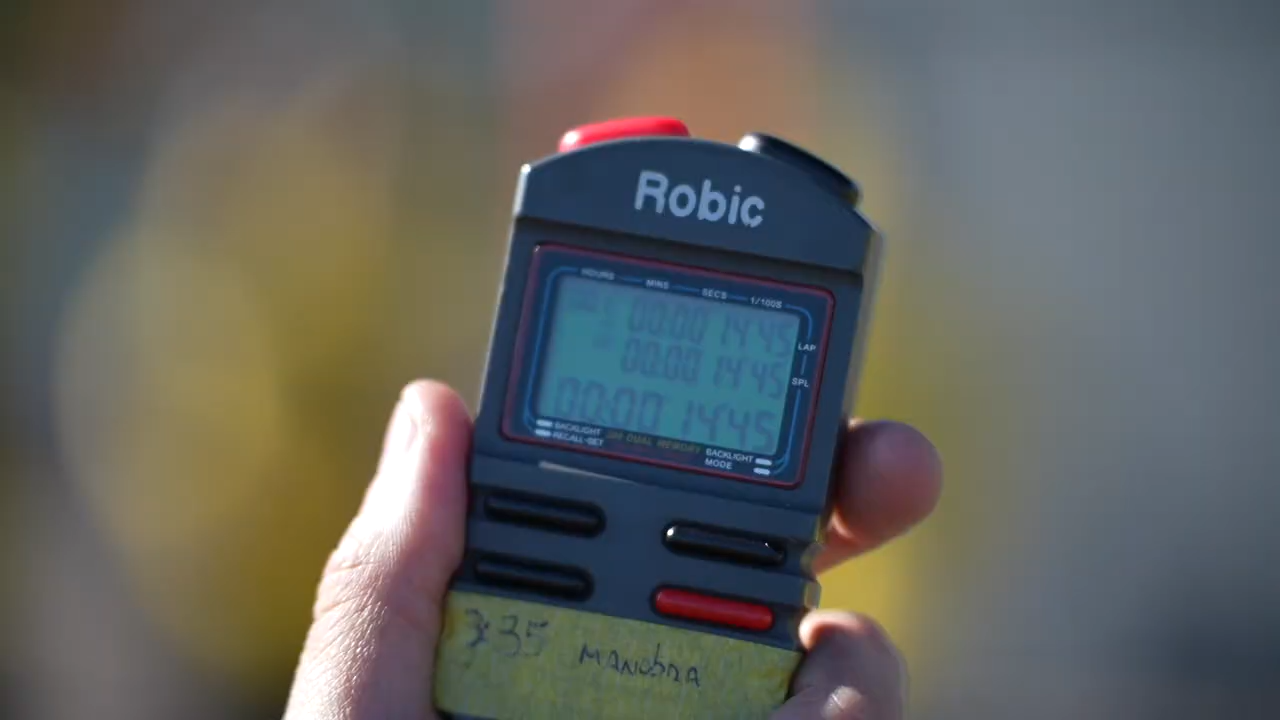 Robic
HOURS MINS SECS 1/100S
00:00 14 45
LAP
00:00 14 45
SPL
00:00 14 45
BACKLIGHT
RECALL-SET
DUAL MEMORY
BACKLIGHT
MODE
3:35 MANObRA